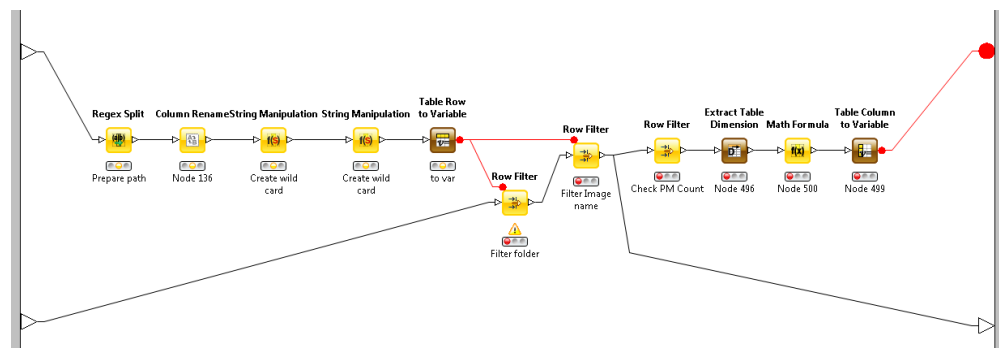 Regex Split
Prepare path
Column Rename
Node 136
String Manipulation
Create wild
card
String Manipulation
Create wild
card
Table Row
to Variable
to var
Row Filter
Filter folder
Row Filter
Filter Image
name
Row Filter
Check PM Count
Extract Table
Dimension
Node 496
Math Formula
Node 500
Table Column
to Variable
Node 499